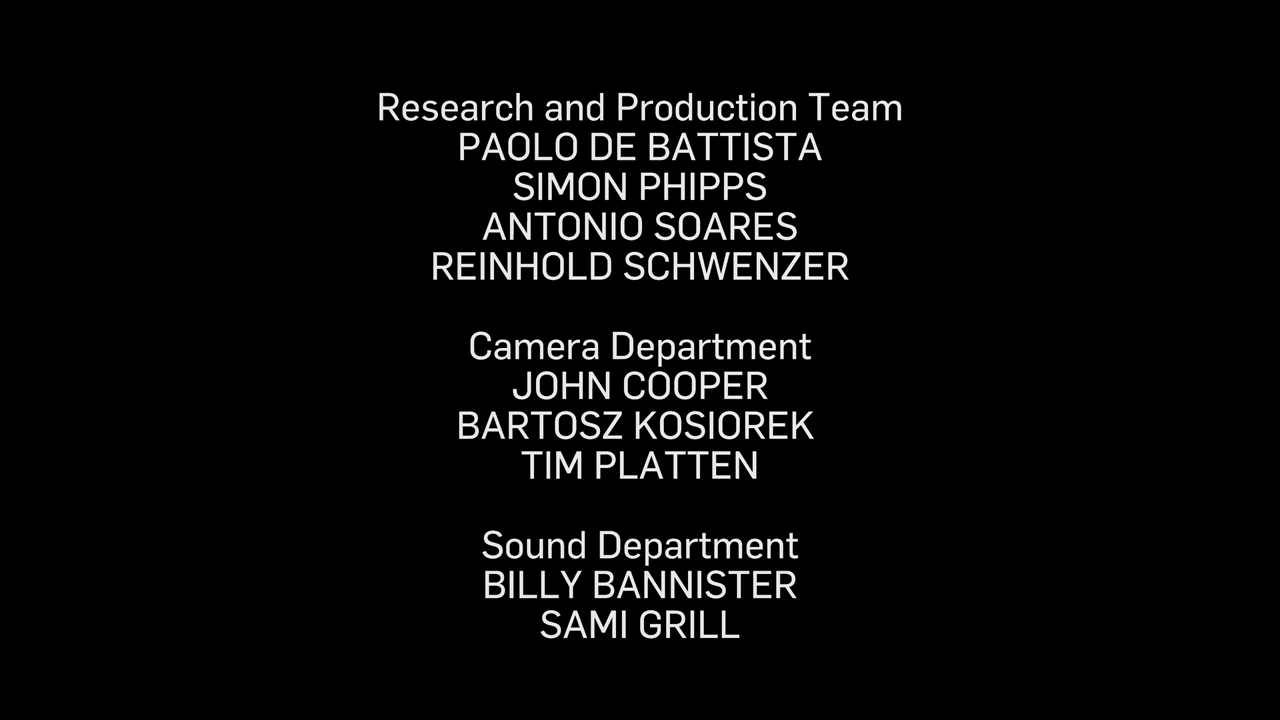 Research and Production Team
PAOLO DE BATTISTA
SIMON PHIPPS
ANTONIO SOARES
REINHOLD SCHWENZER
Camera Department
JOHN COOPER
BARTOSZ KOSIOREK
TIM PLATTEN
Sound Department
BILLY BANNISTER
SAMI GRILL